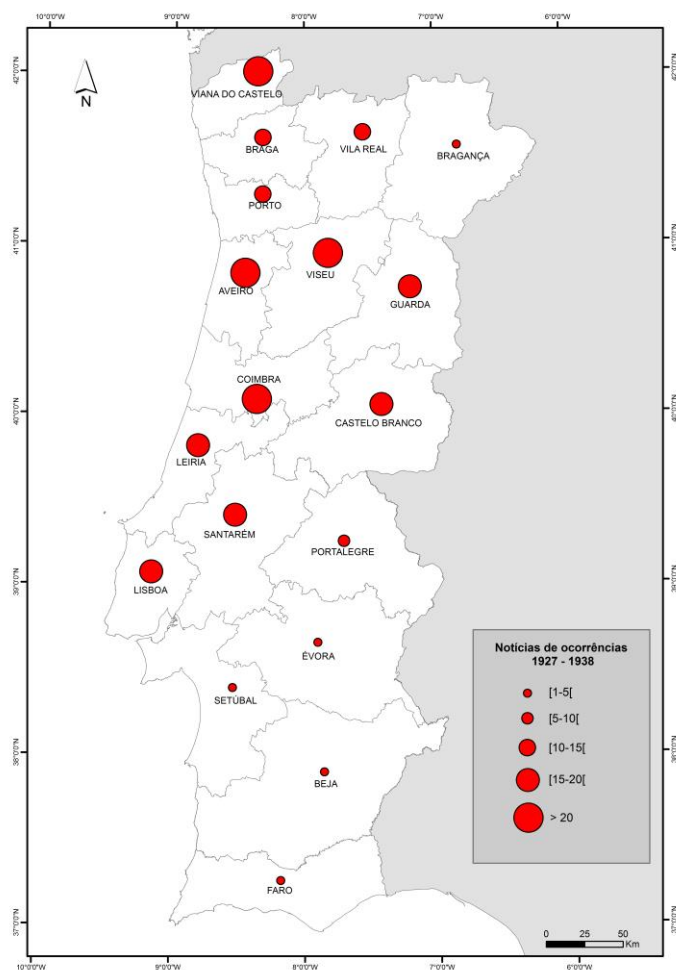 10°0'0"W
9°0'0"W
8°0'0"W
7°0'0"W
6°0'0"W
42°0'0"N
42°0'0"N
N
VIANA DO CASTELO
BRAGA
VILA REAL
BRAGANÇA
PORTO
41°0'0"N
41°0'0"N
VISEU
AVEIRO
GUARDA
COIMBRA
40°0'0"N
40°0'0"N
CASTELO BRANCO
LEIRIA
SANTARÉM
PORTALEGRE
LISBOA
39°0'0"N
39°0'0"N
ÉVORA
SETÚBAL
Notícias de ocorrências
1927 - 1938
[1-5[
[5-10[
[10-15[
[15-20[
> 20
38°0'0"N
38°0'0"N
BEJA
FARO
37°0'0"N
37°0'0"N
0 25 50
Km
10°0'0"W
9°0'0"W
8°0'0"W
7°0'0"W
6°0'0"W